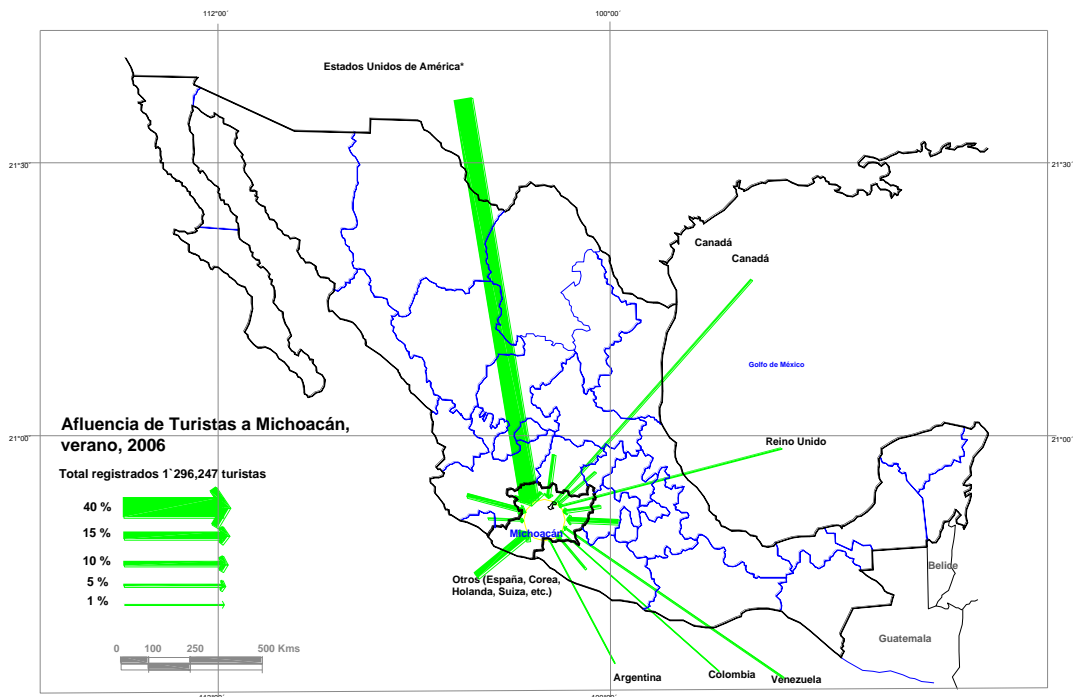 112°00´
100°00´
Estados Unidos de América*
21°30´
21°30´
Canadá
Canadá
Golfo de México
Afluencia de Turistas a Michoacán,
verano, 2006
21°00´
21°00´
Reino Unido
Total registrados 1`296,247 turistas
40 %
15 %
10 %
5 %
1 %
Michoacán
Otros (España, Corea,
Holanda, Suiza, etc.)
Belice
Guatemala
0 100 250 500 Kms
Argentina
Colombia
Venezuela